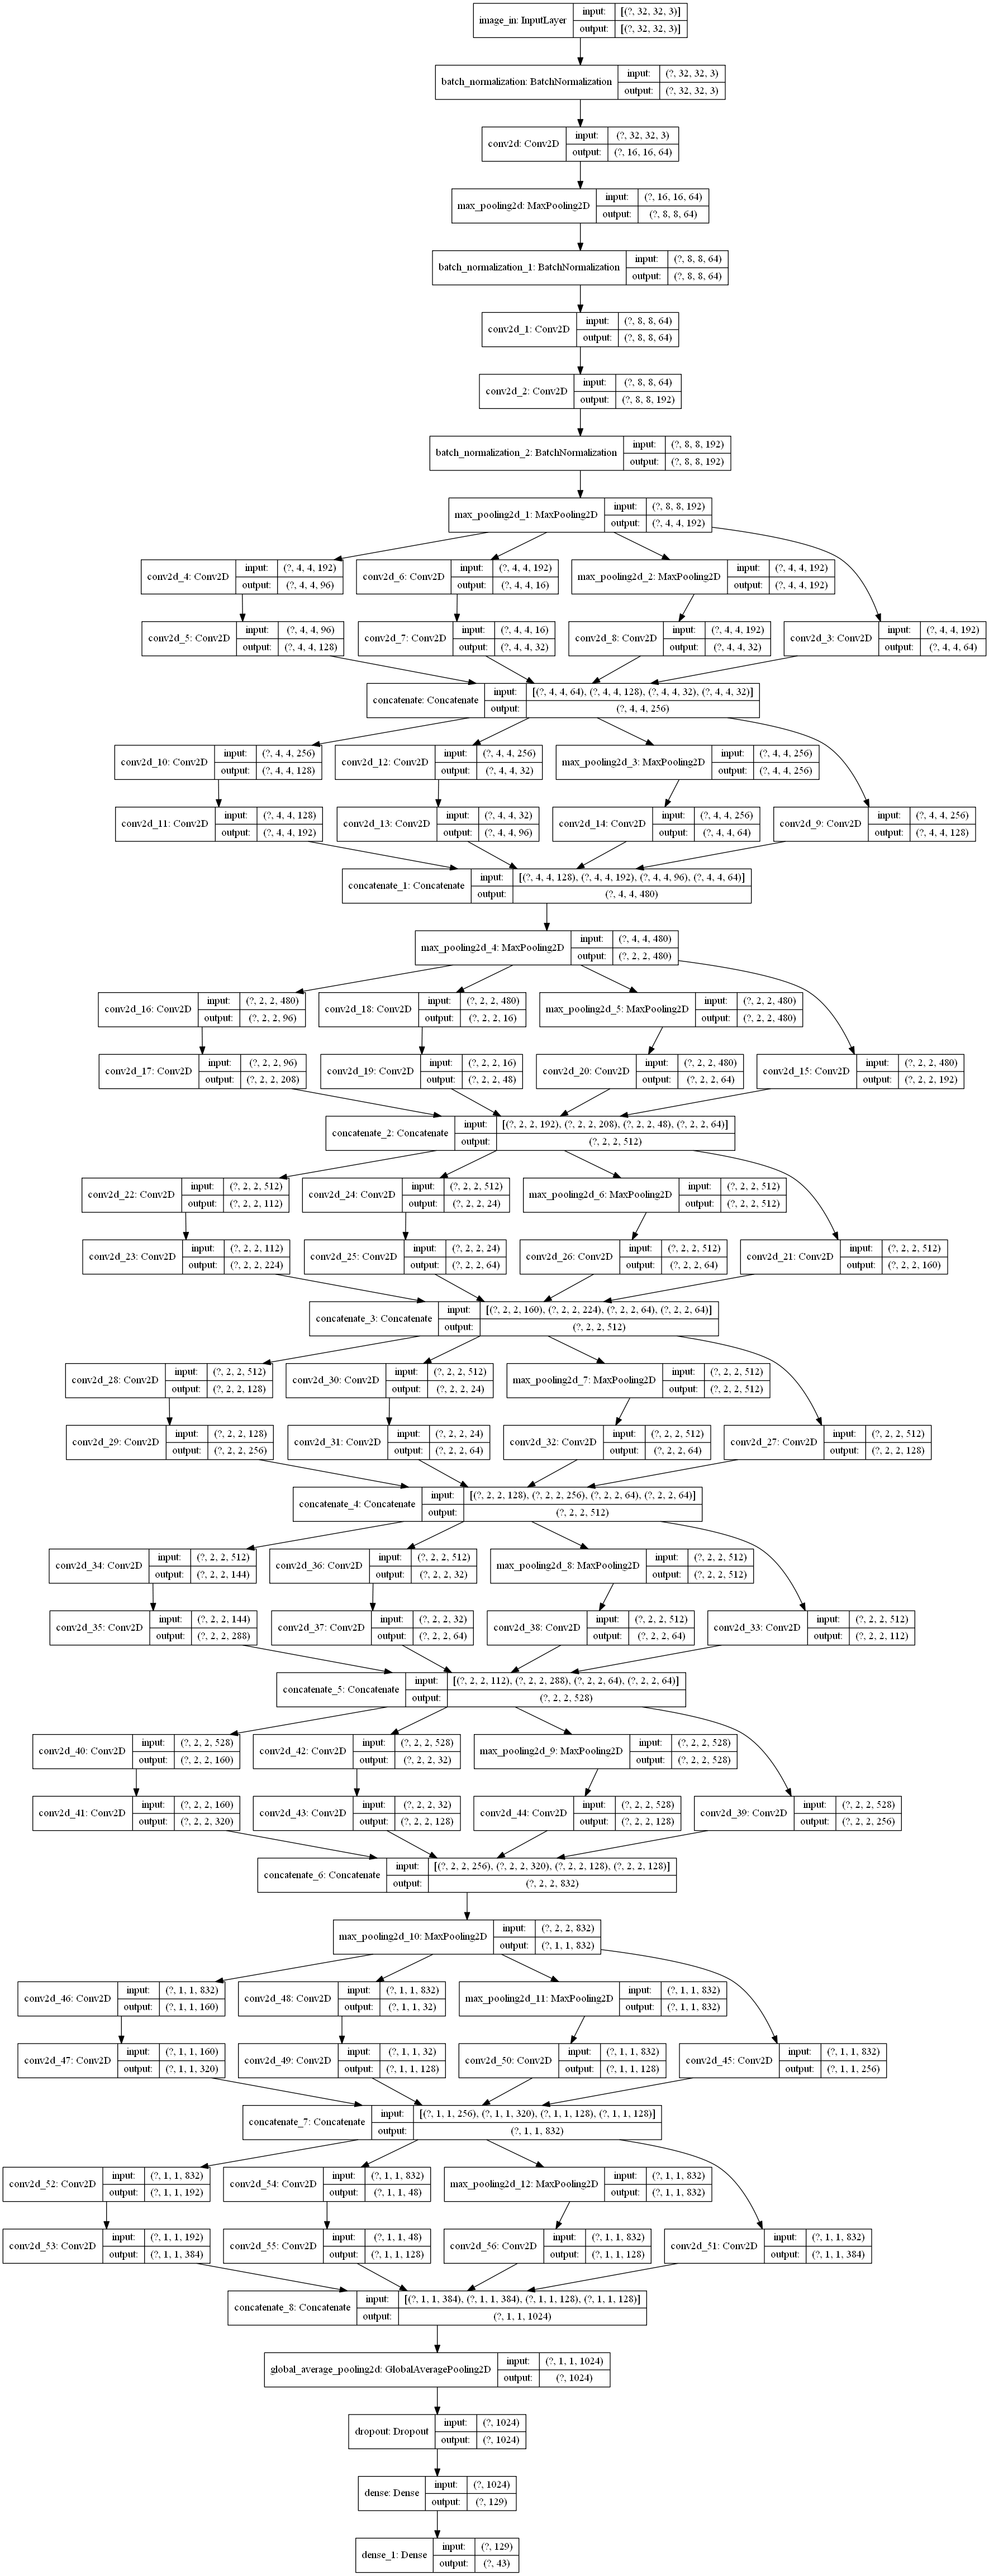 image_in: InputLayer input: [(?, 32, 32, 3)]
output: [(?, 32, 32, 3)]
batch_normalization: BatchNormalization input: (?, 32, 32, 3)
output: (?, 32, 32, 3)
conv2d: Conv2D input: (?, 32, 32, 3)
output: (?, 16, 16, 64)
max_pooling2d: MaxPooling2D input: (?, 16, 16, 64)
output: (?, 8, 8, 64)
batch_normalization_1: BatchNormalization input: (?, 8, 8, 64)
output: (?, 8, 8, 64)
conv2d_1: Conv2D input: (?, 8, 8, 64)
output: (?, 8, 8, 64)
conv2d_2: Conv2D input: (?, 8, 8, 64)
output: (?, 8, 8, 192)
batch_normalization_2: BatchNormalization input: (?, 8, 8, 192)
output: (?, 8, 8, 192)
max_pooling2d_1: MaxPooling2D input: (?, 8, 8, 192)
output: (?, 4, 4, 192)
conv2d_4: Conv2D input: (?, 4, 4, 192)
output: (?, 4, 4, 96)
conv2d_6: Conv2D input: (?, 4, 4, 192)
output: (?, 4, 4, 16)
max_pooling2d_2: MaxPooling2D input: (?, 4, 4, 192)
output: (?, 4, 4, 192)
conv2d_5: Conv2D input: (?, 4, 4, 96)
output: (?, 4, 4, 128)
conv2d_7: Conv2D input: (?, 4, 4, 16)
output: (?, 4, 4, 32)
conv2d_8: Conv2D input: (?, 4, 4, 192)
output: (?, 4, 4, 32)
conv2d_3: Conv2D input: (?, 4, 4, 192)
output: (?, 4, 4, 64)
concatenate: Concatenate input: [(?, 4, 4, 64), (?, 4, 4, 128), (?, 4, 4, 32), (?, 4, 4, 32)]
output: (?, 4, 4, 256)
conv2d_10: Conv2D input: (?, 4, 4, 256)
output: (?, 4, 4, 128)
conv2d_12: Conv2D input: (?, 4, 4, 256)
output: (?, 4, 4, 32)
max_pooling2d_3: MaxPooling2D input: (?, 4, 4, 256)
output: (?, 4, 4, 256)
conv2d_11: Conv2D input: (?, 4, 4, 128)
output: (?, 4, 4, 192)
conv2d_13: Conv2D input: (?, 4, 4, 32)
output: (?, 4, 4, 96)
conv2d_14: Conv2D input: (?, 4, 4, 256)
output: (?, 4, 4, 64)
conv2d_9: Conv2D input: (?, 4, 4, 256)
output: (?, 4, 4, 128)
concatenate_1: Concatenate input: [(?, 4, 4, 128), (?, 4, 4, 192), (?, 4, 4, 96), (?, 4, 4, 64)]
output: (?, 4, 4, 480)
max_pooling2d_4: MaxPooling2D input: (?, 4, 4, 480)
output: (?, 2, 2, 480)
conv2d_16: Conv2D input: (?, 2, 2, 480)
output: (?, 2, 2, 96)
conv2d_18: Conv2D input: (?, 2, 2, 480)
output: (?, 2, 2, 16)
max_pooling2d_5: MaxPooling2D input: (?, 2, 2, 480)
output: (?, 2, 2, 480)
conv2d_17: Conv2D input: (?, 2, 2, 96)
output: (?, 2, 2, 208)
conv2d_19: Conv2D input: (?, 2, 2, 16)
output: (?, 2, 2, 48)
conv2d_20: Conv2D input: (?, 2, 2, 480)
output: (?, 2, 2, 64)
conv2d_15: Conv2D input: (?, 2, 2, 480)
output: (?, 2, 2, 192)
concatenate_2: Concatenate input: [(?, 2, 2, 192), (?, 2, 2, 208), (?, 2, 2, 48), (?, 2, 2, 64)]
output: (?, 2, 2, 512)
conv2d_22: Conv2D input: (?, 2, 2, 512)
output: (?, 2, 2, 112)
conv2d_24: Conv2D input: (?, 2, 2, 512)
output: (?, 2, 2, 24)
max_pooling2d_6: MaxPooling2D input: (?, 2, 2, 512)
output: (?, 2, 2, 512)
conv2d_23: Conv2D input: (?, 2, 2, 112)
output: (?, 2, 2, 224)
conv2d_25: Conv2D input: (?, 2, 2, 24)
output: (?, 2, 2, 64)
conv2d_26: Conv2D input: (?, 2, 2, 512)
output: (?, 2, 2, 64)
conv2d_21: Conv2D input: (?, 2, 2, 512)
output: (?, 2, 2, 160)
concatenate_3: Concatenate input: [(?, 2, 2, 160), (?, 2, 2, 224), (?, 2, 2, 64), (?, 2, 2, 64)]
output: (?, 2, 2, 512)
conv2d_28: Conv2D input: (?, 2, 2, 512)
output: (?, 2, 2, 128)
conv2d_30: Conv2D input: (?, 2, 2, 512)
output: (?, 2, 2, 24)
max_pooling2d_7: MaxPooling2D input: (?, 2, 2, 512)
output: (?, 2, 2, 512)
conv2d_29: Conv2D input: (?, 2, 2, 128)
output: (?, 2, 2, 256)
conv2d_31: Conv2D input: (?, 2, 2, 24)
output: (?, 2, 2, 64)
conv2d_32: Conv2D input: (?, 2, 2, 512)
output: (?, 2, 2, 64)
conv2d_27: Conv2D input: (?, 2, 2, 512)
output: (?, 2, 2, 128)
concatenate_4: Concatenate input: [(?, 2, 2, 128), (?, 2, 2, 256), (?, 2, 2, 64), (?, 2, 2, 64)]
output: (?, 2, 2, 512)
conv2d_34: Conv2D input: (?, 2, 2, 512)
output: (?, 2, 2, 144)
conv2d_36: Conv2D input: (?, 2, 2, 512)
output: (?, 2, 2, 32)
max_pooling2d_8: MaxPooling2D input: (?, 2, 2, 512)
output: (?, 2, 2, 512)
conv2d_35: Conv2D input: (?, 2, 2, 144)
output: (?, 2, 2, 288)
conv2d_37: Conv2D input: (?, 2, 2, 32)
output: (?, 2, 2, 64)
conv2d_38: Conv2D input: (?, 2, 2, 512)
output: (?, 2, 2, 64)
conv2d_33: Conv2D input: (?, 2, 2, 512)
output: (?, 2, 2, 112)
concatenate_5: Concatenate input: [(?, 2, 2, 112), (?, 2, 2, 288), (?, 2, 2, 64), (?, 2, 2, 64)]
output: (?, 2, 2, 528)
conv2d_40: Conv2D input: (?, 2, 2, 528)
output: (?, 2, 2, 160)
conv2d_42: Conv2D input: (?, 2, 2, 528)
output: (?, 2, 2, 32)
max_pooling2d_9: MaxPooling2D input: (?, 2, 2, 528)
output: (?, 2, 2, 528)
conv2d_41: Conv2D input: (?, 2, 2, 160)
output: (?, 2, 2, 320)
conv2d_43: Conv2D input: (?, 2, 2, 32)
output: (?, 2, 2, 128)
conv2d_44: Conv2D input: (?, 2, 2, 528)
output: (?, 2, 2, 128)
conv2d_39: Conv2D input: (?, 2, 2, 528)
output: (?, 2, 2, 256)
concatenate_6: Concatenate input: [(?, 2, 2, 256), (?, 2, 2, 320), (?, 2, 2, 128), (?, 2, 2, 128)]
output: (?, 2, 2, 832)
max_pooling2d_10: MaxPooling2D input: (?, 2, 2, 832)
output: (?, 1, 1, 832)
conv2d_46: Conv2D input: (?, 1, 1, 832)
output: (?, 1, 1, 160)
conv2d_48: Conv2D input: (?, 1, 1, 832)
output: (?, 1, 1, 32)
max_pooling2d_11: MaxPooling2D input: (?, 1, 1, 832)
output: (?, 1, 1, 832)
conv2d_47: Conv2D input: (?, 1, 1, 160)
output: (?, 1, 1, 320)
conv2d_49: Conv2D input: (?, 1, 1, 32)
output: (?, 1, 1, 128)
conv2d_50: Conv2D input: (?, 1, 1, 832)
output: (?, 1, 1, 128)
conv2d_45: Conv2D input: (?, 1, 1, 832)
output: (?, 1, 1, 256)
concatenate_7: Concatenate input: [(?, 1, 1, 256), (?, 1, 1, 320), (?, 1, 1, 128), (?, 1, 1, 128)]
output: (?, 1, 1, 832)
conv2d_52: Conv2D input: (?, 1, 1, 832)
output: (?, 1, 1, 192)
conv2d_54: Conv2D input: (?, 1, 1, 832)
output: (?, 1, 1, 48)
max_pooling2d_12: MaxPooling2D input: (?, 1, 1, 832)
output: (?, 1, 1, 832)
conv2d_53: Conv2D input: (?, 1, 1, 192)
output: (?, 1, 1, 384)
conv2d_55: Conv2D input: (?, 1, 1, 48)
output: (?, 1, 1, 128)
conv2d_56: Conv2D input: (?, 1, 1, 832)
output: (?, 1, 1, 128)
conv2d_51: Conv2D input: (?, 1, 1, 832)
output: (?, 1, 1, 384)
concatenate_8: Concatenate input: [(?, 1, 1, 384), (?, 1, 1, 384), (?, 1, 1, 128), (?, 1, 1, 128)]
output: (?, 1, 1, 1024)
global_average_pooling2d: GlobalAveragePooling2D input: (?, 1, 1, 1024)
output: (?, 1024)
dropout: Dropout input: (?, 1024)
output: (?, 1024)
dense: Dense input: (?, 1024)
output: (?, 129)
dense_1: Dense input: (?, 129)
output: (?, 43)